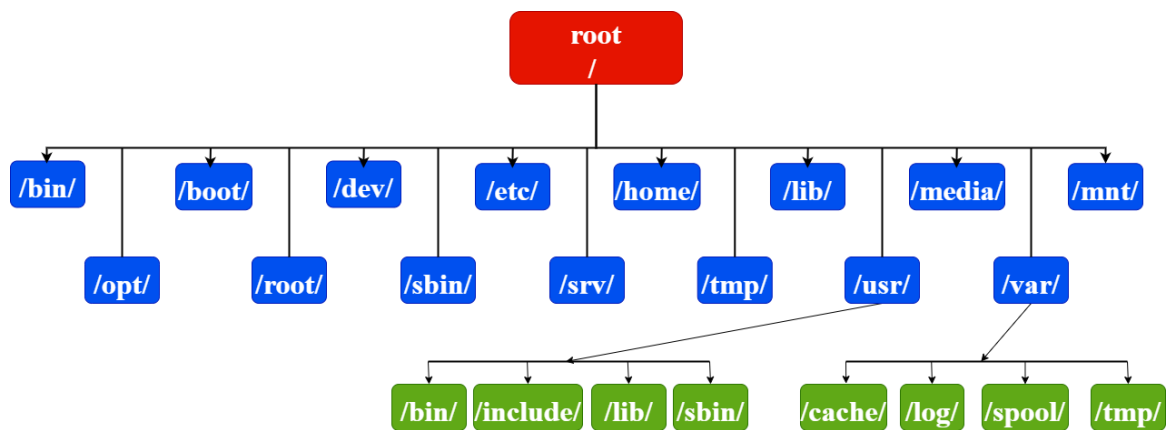 root
/
/bin/ /boot/ /dev/ /etc/ /home/ /lib/ /media/ /mnt/
/opt/ /root/ /sbin/ /srv/ /tmp/ /usr/ /var/
/bin/ /include/ /lib/ /sbin/ /cache/ /log/ /spool/ /tmp/